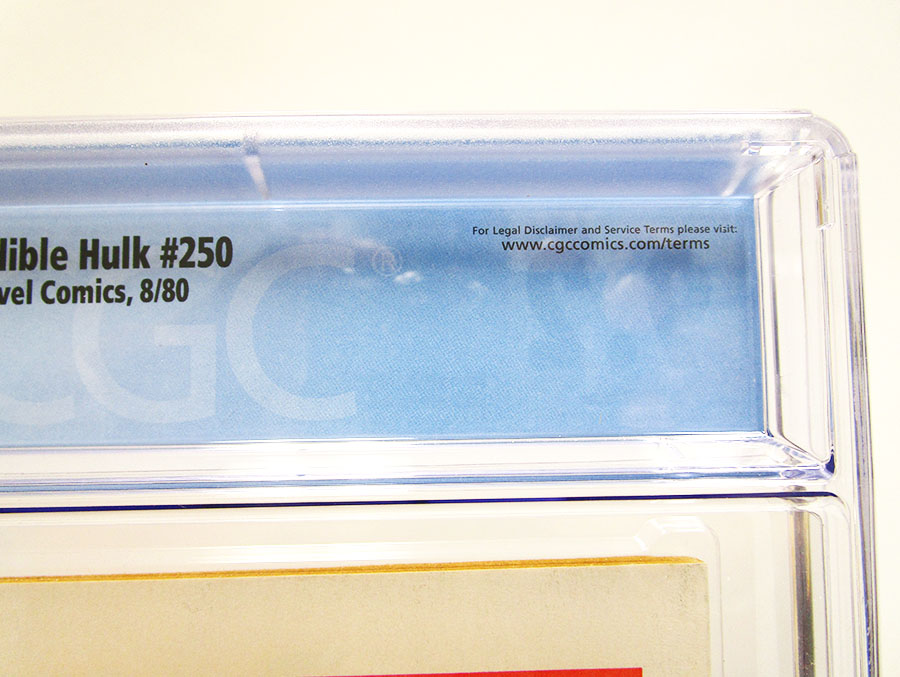 dible Hulk #250
vel Comics, 8/80
For Legal Disclaimer and Service Terms please visit:
www.cgccomics.com/terms
CGC®